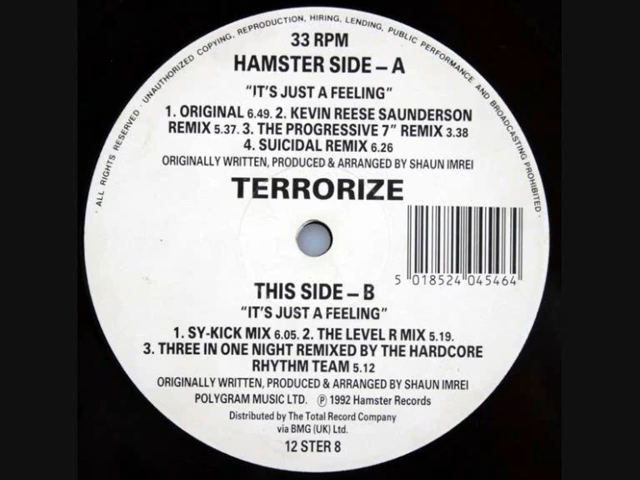 ALL RIGHTS RESERVED · UNAUTHORIZED COPYING, REPRODUCTION, HIRING, LENDING, PUBLIC PERFORMANCE AND BROADCASTING PROHIBITED ·
33 RPM
HAMSTER SIDE – A
"IT'S JUST A FEELING"
1. ORIGINAL 6.49. 2. KEVIN REESE SAUNDERSON
REMIX 5.37. 3. THE PROGRESSIVE 7" REMIX 3.38
4. SUICIDAL REMIX 6.26
ORIGINALLY WRITTEN, PRODUCED & ARRANGED BY SHAUN IMREI
TERRORIZE
5 018524 045464
THIS SIDE – B
"IT'S JUST A FEELING"
1. SY-KICK MIX 6.05. 2. THE LEVEL R MIX 5.19.
3. THREE IN ONE NIGHT REMIXED BY THE HARDCORE
RHYTHM TEAM 5.12
ORIGINALLY WRITTEN, PRODUCED & ARRANGED BY SHAUN IMREI
POLYGRAM MUSIC LTD. ℗ 1992 Hamster Records
Distributed by The Total Record Company
via BMG (UK) Ltd.
12 STER 8